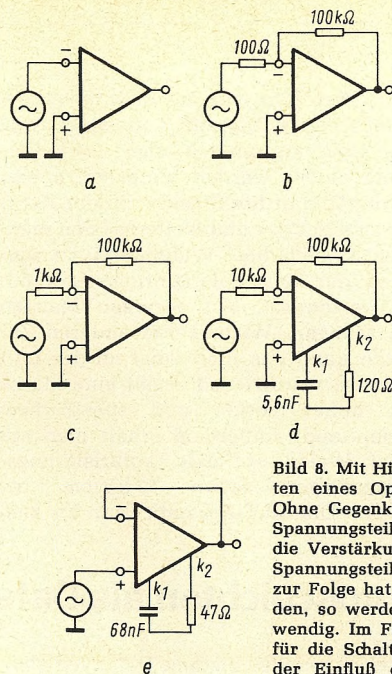 100kΩ
100Ω
−
−
+
+
a
b
100kΩ
100kΩ
1kΩ
10kΩ
−
−
+
+
k₂
k₁
120Ω
5,6nF
c
d
−
+
k₂
k₁
47Ω
68nF
e
Bild 8. Mit Hi
ten eines Op
Ohne Gegenk
Spannungsteil
die Verstärku
Spannungsteil
zur Folge hat
den, so werde
wendig. Im F
für die Schalt
der Einfluß